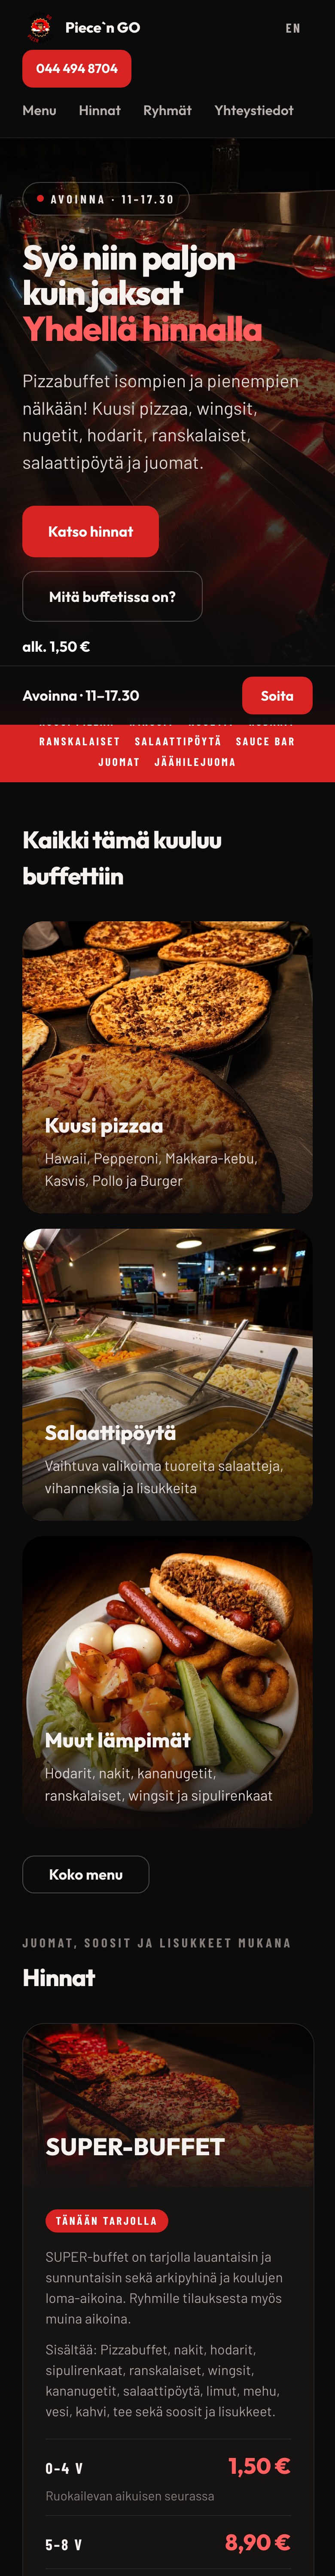 Piece`n GO
EN
044 494 8704
Menu Hinnat Ryhmät Yhteystiedot
AVOINNA · 11–17.30
Syö niin paljon
kuin jaksat
Yhdellä hinnalla
Pizzabuffet isompien ja pienempien
nälkään! Kuusi pizzaa, wingsit,
nugetit, hodarit, ranskalaiset,
salaattipöytä ja juomat.
Katso hinnat
Mitä buffetissa on?
alk. 1,50 €
Avoinna · 11–17.30
Soita
RANSKALAISET SALAATTIPÖYTÄ SAUCE BAR
JUOMAT JÄÄHILEJUOMA
Kaikki tämä kuuluu
buffettiin
Kuusi pizzaa
Hawaii, Pepperoni, Makkara-kebu,
Kasvis, Pollo ja Burger
Salaattipöytä
Vaihtuva valikoima tuoreita salaatteja,
vihanneksia ja lisukkeita
Muut lämpimät
Hodarit, nakit, kananugetit,
ranskalaiset, wingsit ja sipulirenkaat
Koko menu
JUOMAT, SOOSIT JA LISUKKEET MUKANA
Hinnat
SUPER-BUFFET
TÄNÄÄN TARJOLLA
SUPER-buffet on tarjolla lauantaisin ja
sunnuntaisin sekä arkipyhinä ja koulujen
loma-aikoina. Ryhmille tilauksesta myös
muina aikoina.
Sisältää: Pizzabuffet, nakit, hodarit,
sipulirenkaat, ranskalaiset, wingsit,
kananugetit, salaattipöytä, limut, mehu,
vesi, kahvi, tee sekä soosit ja lisukkeet.
0–4 V 1,50 €
Ruokailevan aikuisen seurassa
5–8 V 8,90 €